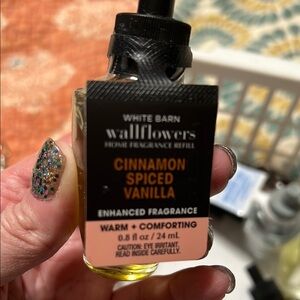 WHITE BARN
wallflowers
HOME FRAGRANCE REFILL
CINNAMON
SPICED
VANILLA
ENHANCED FRAGRANCE
WARM + COMFORTING
0.8 fl oz / 24 mL
CAUTION: EYE IRRITANT.
READ INSIDE CAREFULLY.